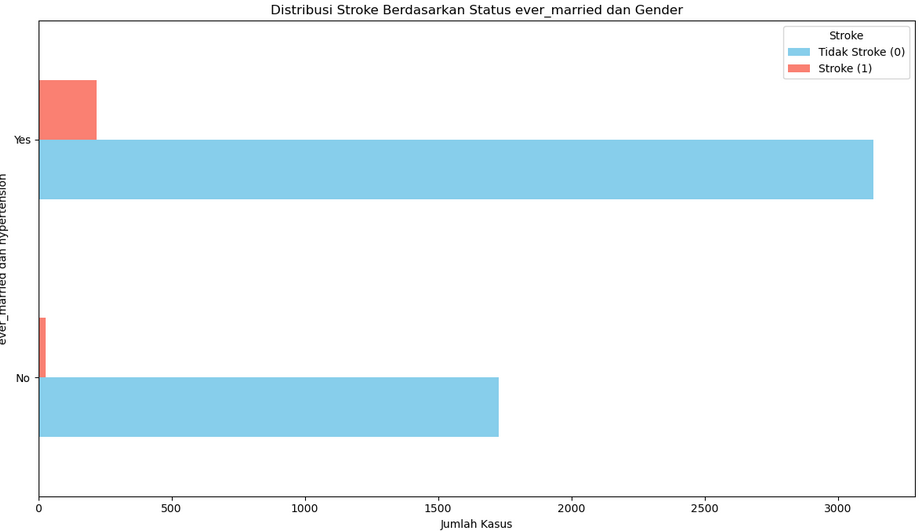 Distribusi Stroke Berdasarkan Status ever_married dan Gender
Stroke
Tidak Stroke (0)
Stroke (1)
ever_married dan hypertension
Yes
No
0 500 1000 1500 2000 2500 3000
Jumlah Kasus